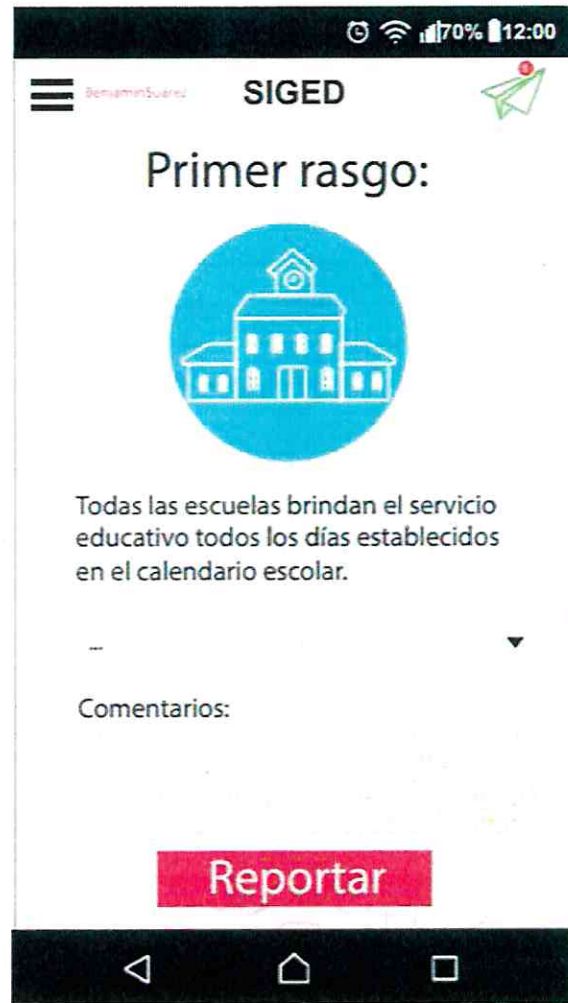 70% 12:00
BenjaminSuárez SIGED
Primer rasgo:
Todas las escuelas brindan el servicio
educativo todos los días establecidos
en el calendario escolar.
--
Comentarios:
Reportar